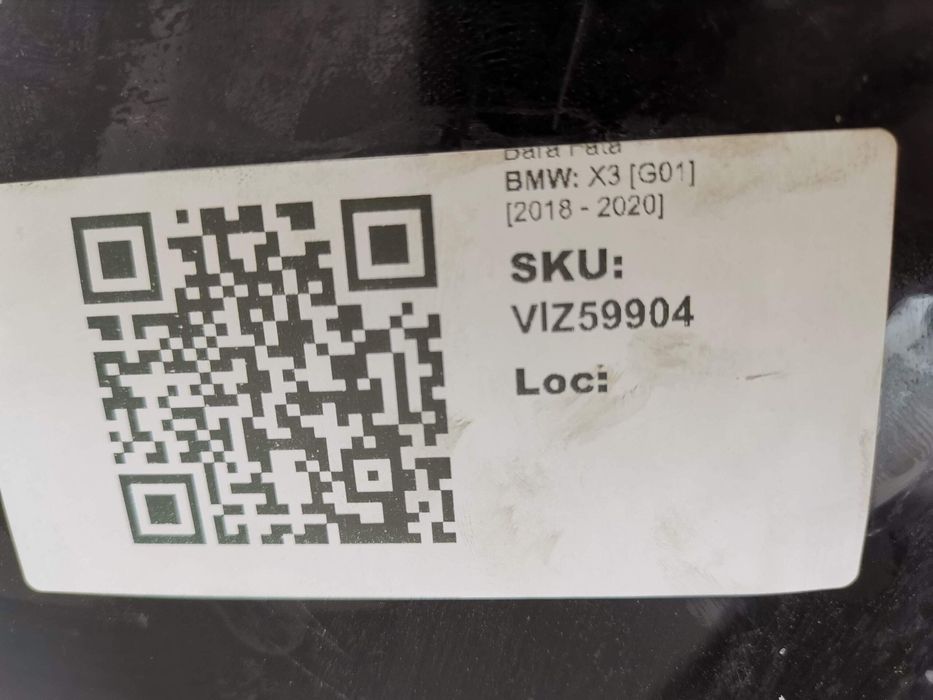 Bara Fata
BMW: X3 [G01]
[2018 - 2020]
SKU:
VIZ59904
Loc: